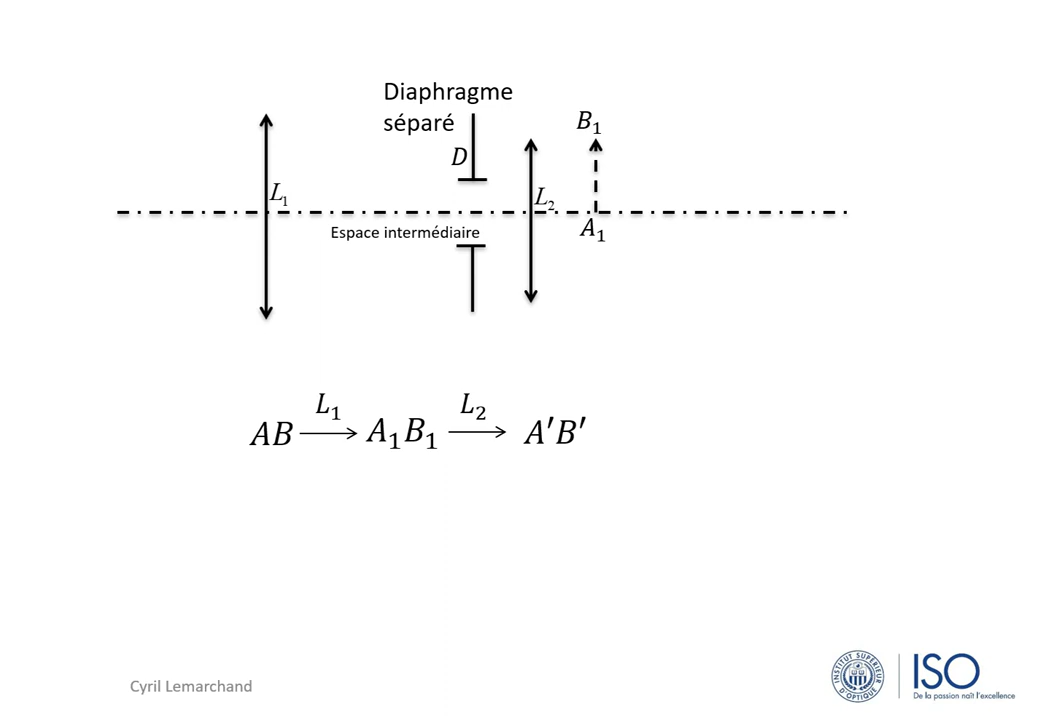 Diaphragme
séparé
D
B₁
L₁
L₂
Espace intermédiaire
A₁
AB —L₁→ A₁B₁ —L₂→ A'B'
Cyril Lemarchand
INSTITUT SUPÉRIEUR D'OPTIQUE
ISO
De la passion naît l'excellence